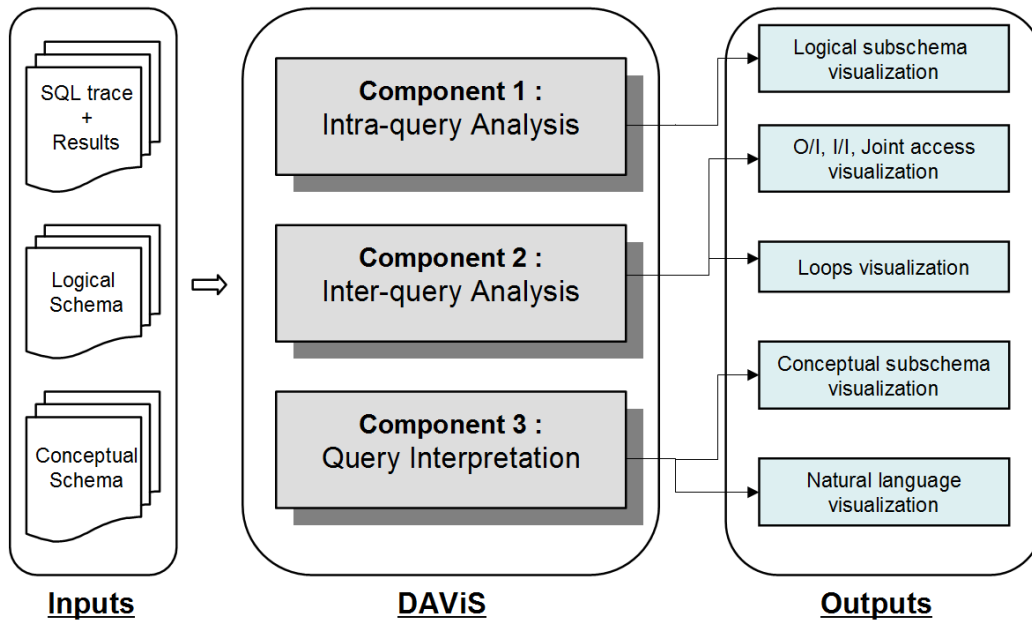 SQL trace
+
Results
Logical
Schema
Conceptual
Schema
Inputs
Component 1 :
Intra-query Analysis
Component 2 :
Inter-query Analysis
Component 3 :
Query Interpretation
DAViS
Logical subschema
visualization
O/I, I/I, Joint access
visualization
Loops visualization
Conceptual subschema
visualization
Natural language
visualization
Outputs